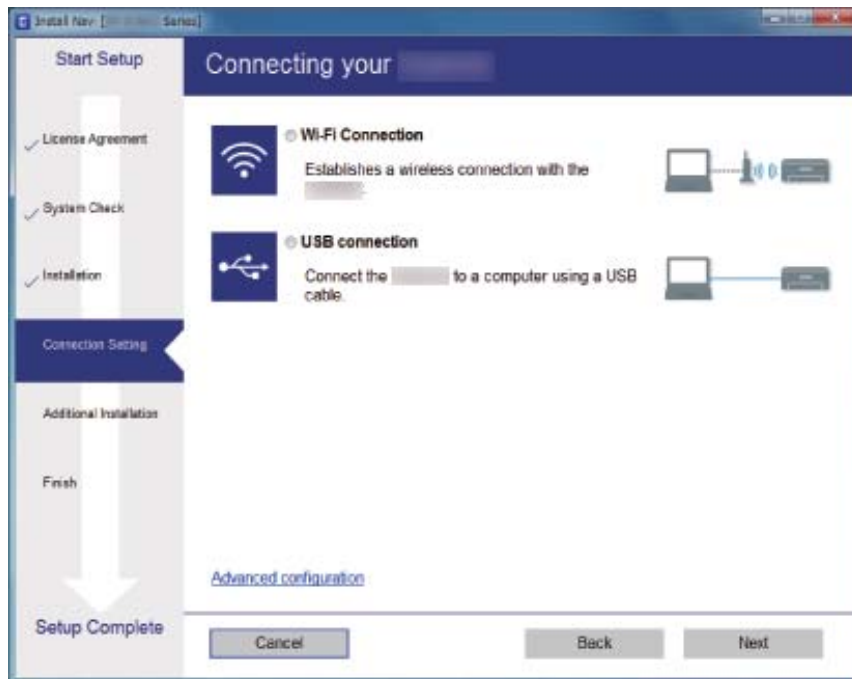 Install Navi [ Series]
Start Setup
Connecting your
License Agreement
System Check
Installation
Connection Setting
Additional Installation
Finish
Setup Complete
Wi-Fi Connection
Establishes a wireless connection with the
.
USB connection
Connect the to a computer using a USB
cable.
Advanced configuration
Cancel
Back
Next